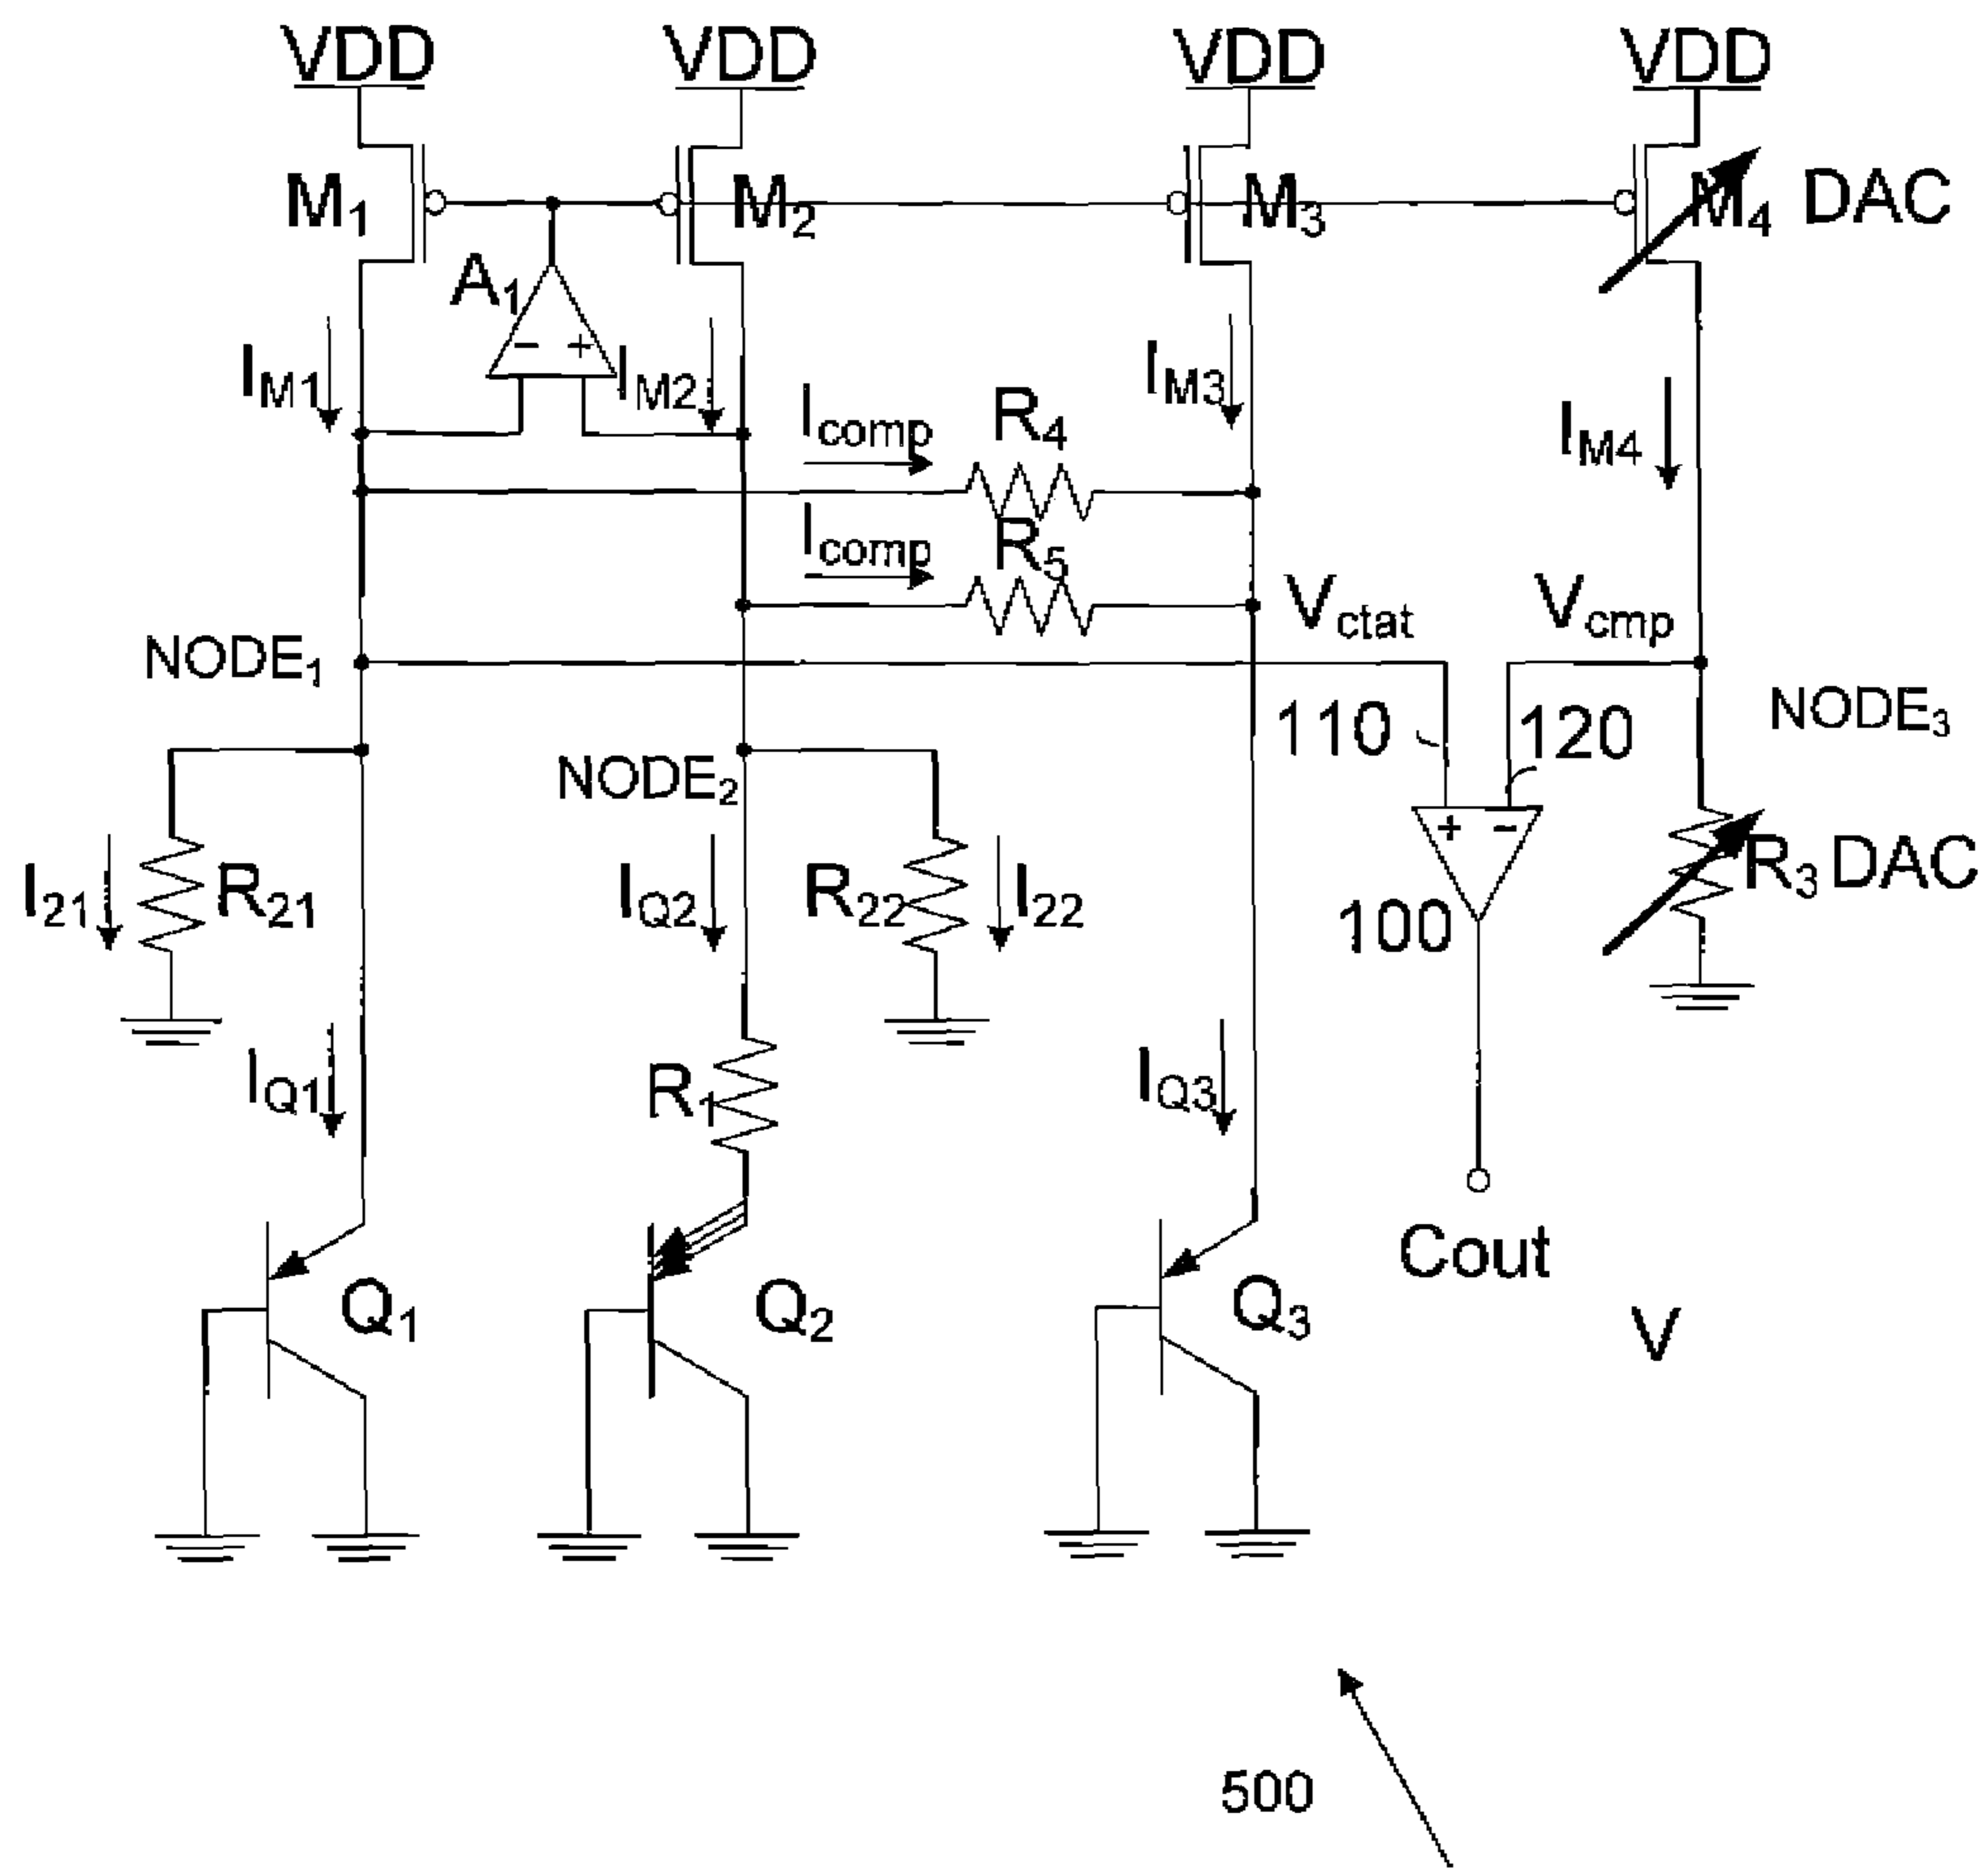 VDD VDD VDD VDD
M1 M2 M3 M4 DAC
A1
- +
IM1 IM2 IM3 IM4
Icomp R4
Icomp R5
Vctat Vcmp
NODE1
NODE2
NODE3
110 120
+ -
I21 R21 IQ2 R22 I22 100 R3 DAC
IQ1 R1 IQ3
Q1 Q2 Q3 Cout
V
500